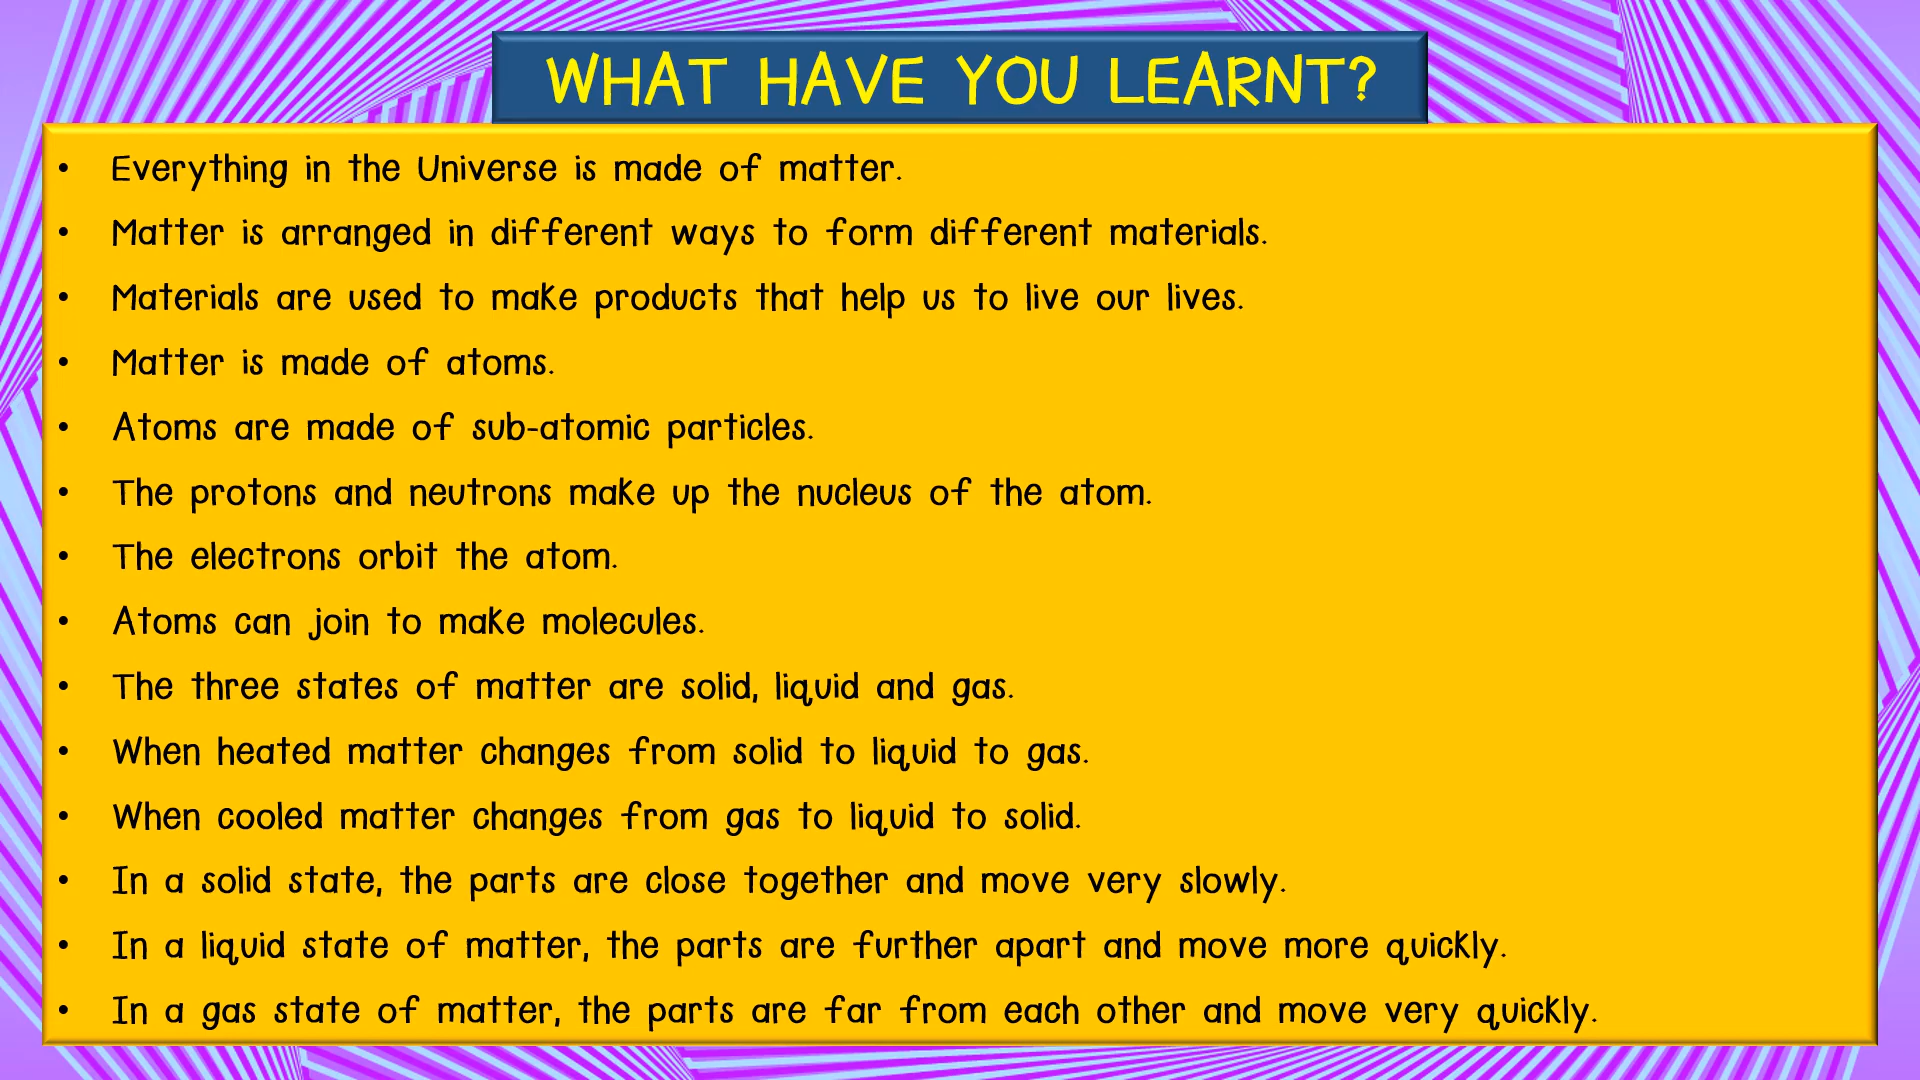 WHAT HAVE YOU LEARNT?
• Everything in the Universe is made of matter.
• Matter is arranged in different ways to form different materials.
• Materials are used to make products that help us to live our lives.
• Matter is made of atoms.
• Atoms are made of sub-atomic particles.
• The protons and neutrons make up the nucleus of the atom.
• The electrons orbit the atom.
• Atoms can join to make molecules.
• The three states of matter are solid, liquid and gas.
• When heated matter changes from solid to liquid to gas.
• When cooled matter changes from gas to liquid to solid.
• In a solid state, the parts are close together and move very slowly.
• In a liquid state of matter, the parts are further apart and move more quickly.
• In a gas state of matter, the parts are far from each other and move very quickly.